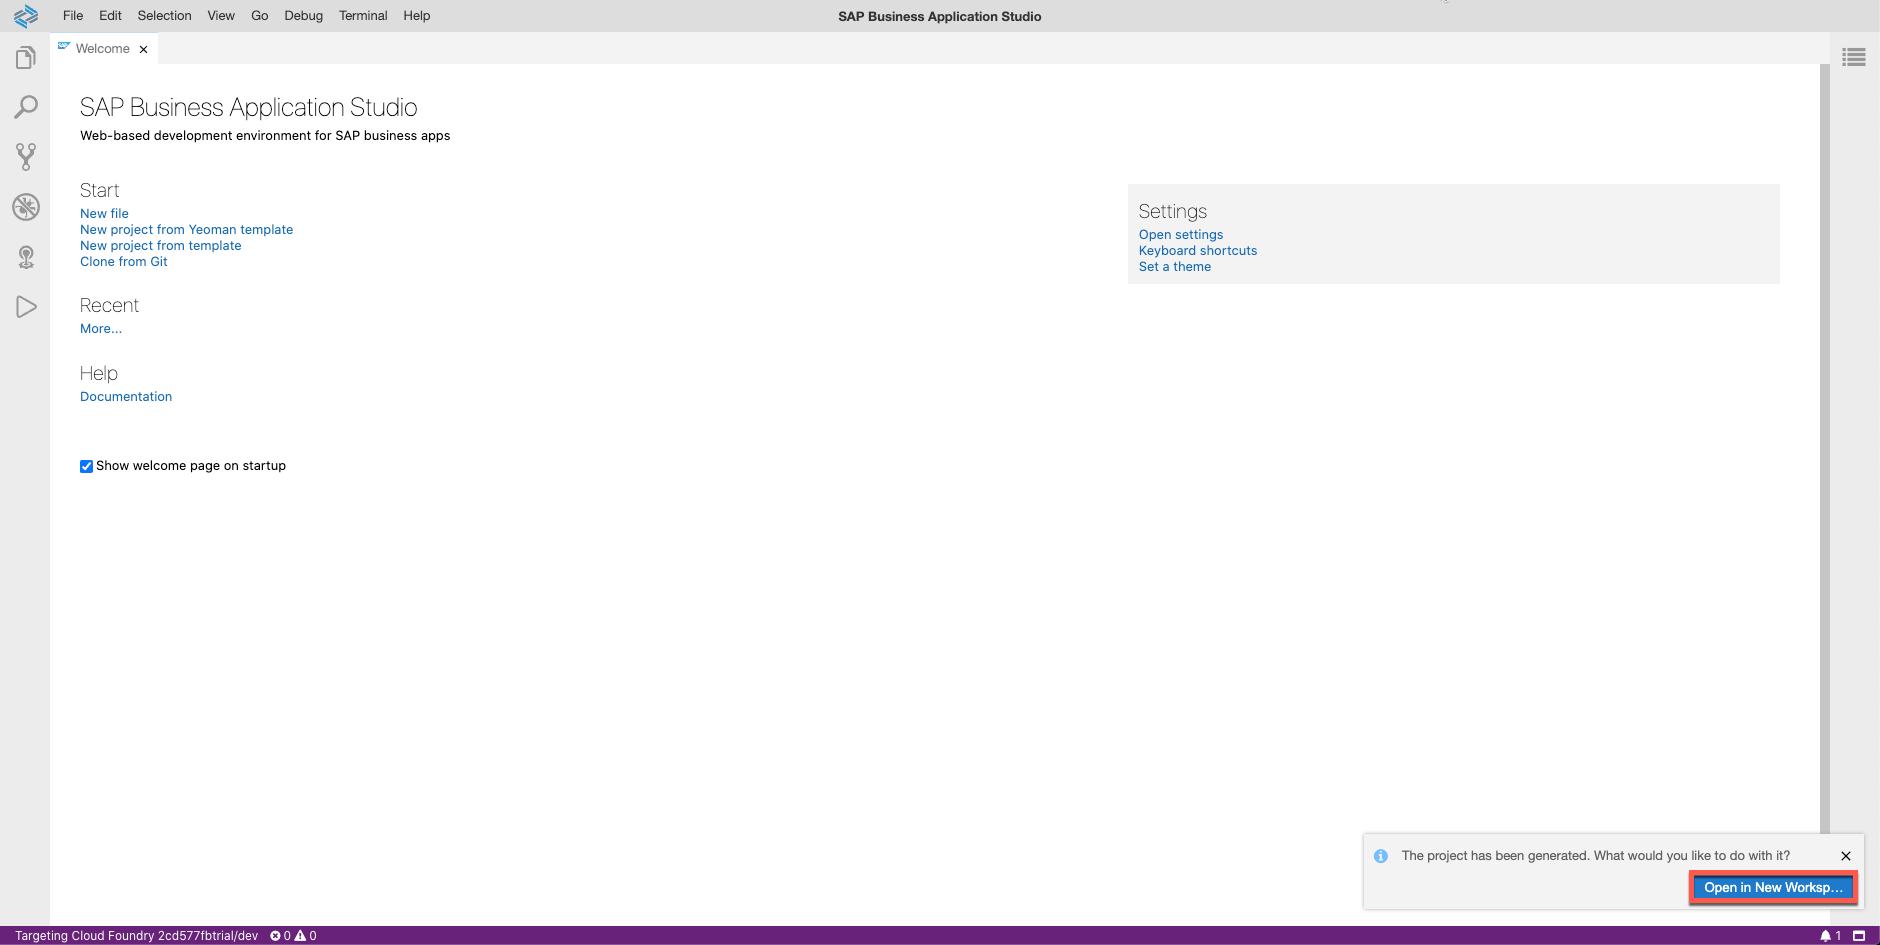 File Edit Selection View Go Debug Terminal Help
SAP Business Application Studio
SAP Welcome ×
SAP Business Application Studio
Web-based development environment for SAP business apps
Start
New file
New project from Yeoman template
New project from template
Clone from Git
Recent
More...
Help
Documentation
Show welcome page on startup
Settings
Open settings
Keyboard shortcuts
Set a theme
The project has been generated. What would you like to do with it?
Open in New Worksp...
Targeting Cloud Foundry 2cd577fbtrial/dev 0 0
1